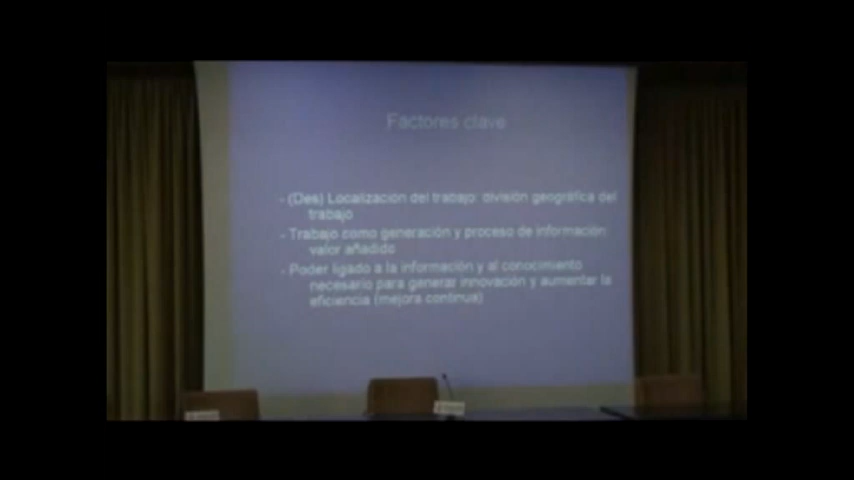 Factores clave
- (Des) Localización del trabajo: división geográfica del
trabajo
- Trabajo como generación y proceso de información:
valor añadido
- Poder ligado a la información y al conocimiento
necesario para generar innovación y aumentar la
eficiencia (mejora continua)